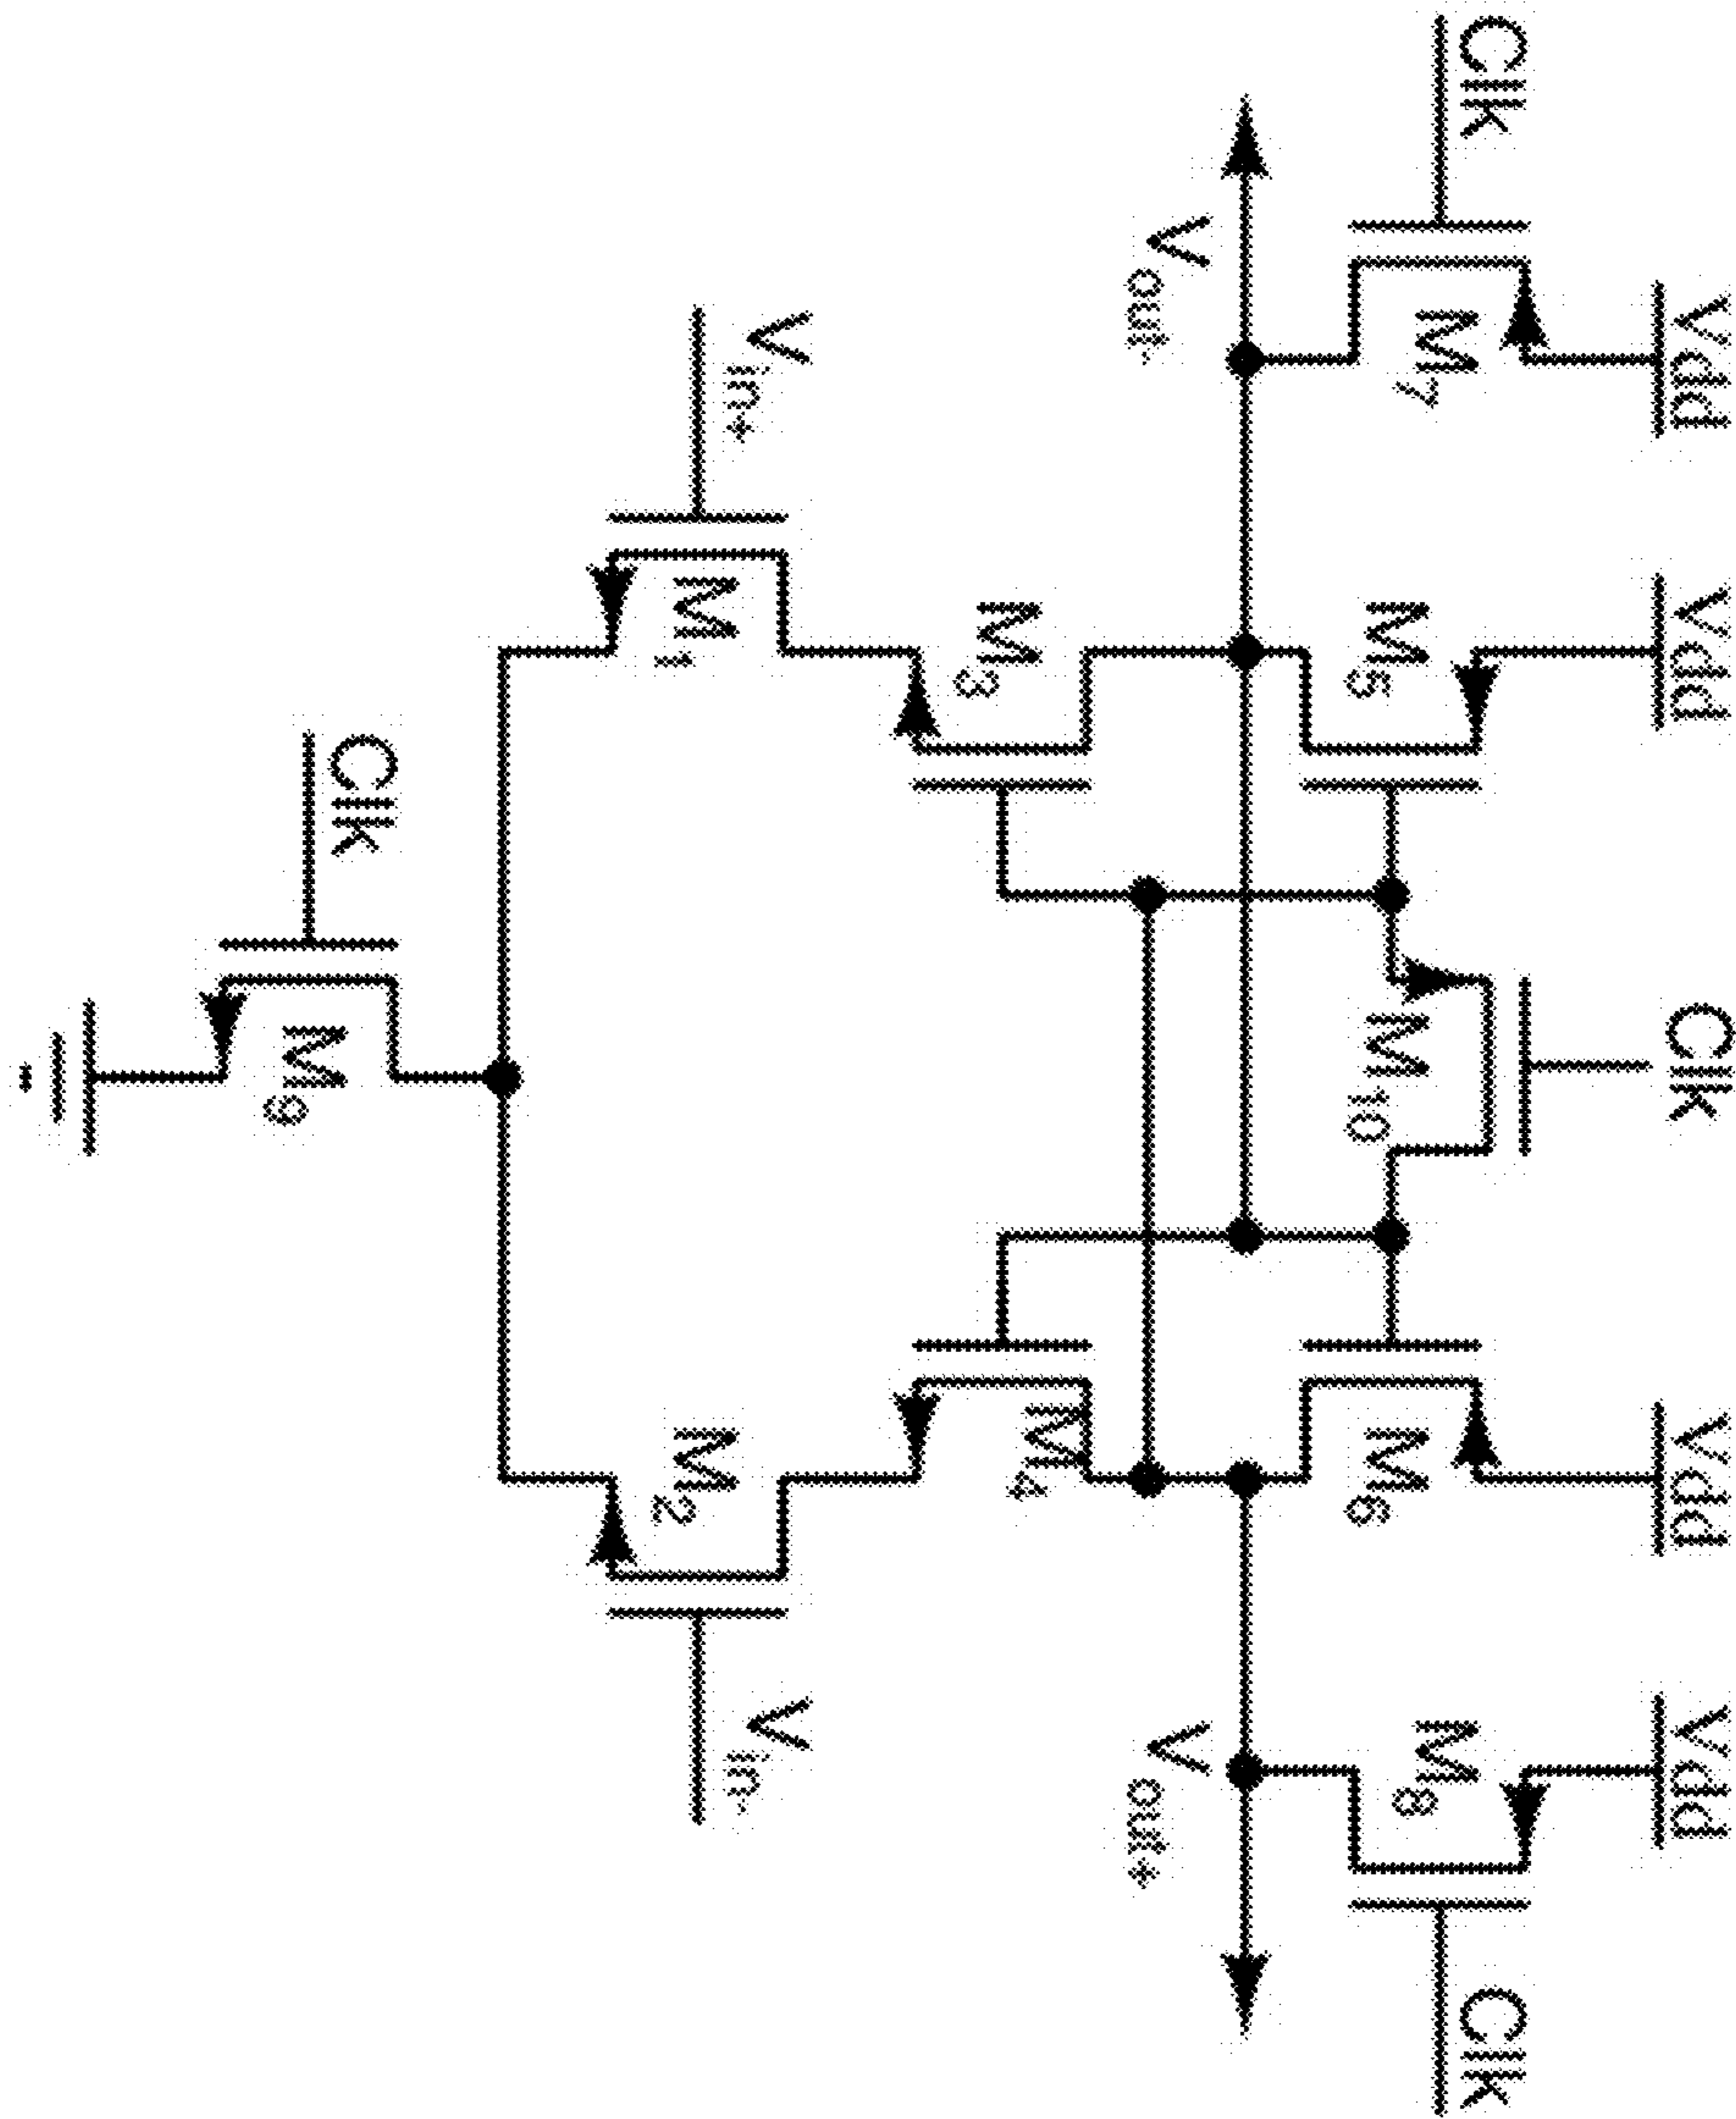 Vdd
Vdd
Clk
Vdd
Vdd
Clk
M7
M5
M10
M6
M8
Clk
Vout-
Vout+
M3
M4
Vin+
M1
M2
Vin-
Clk
M9